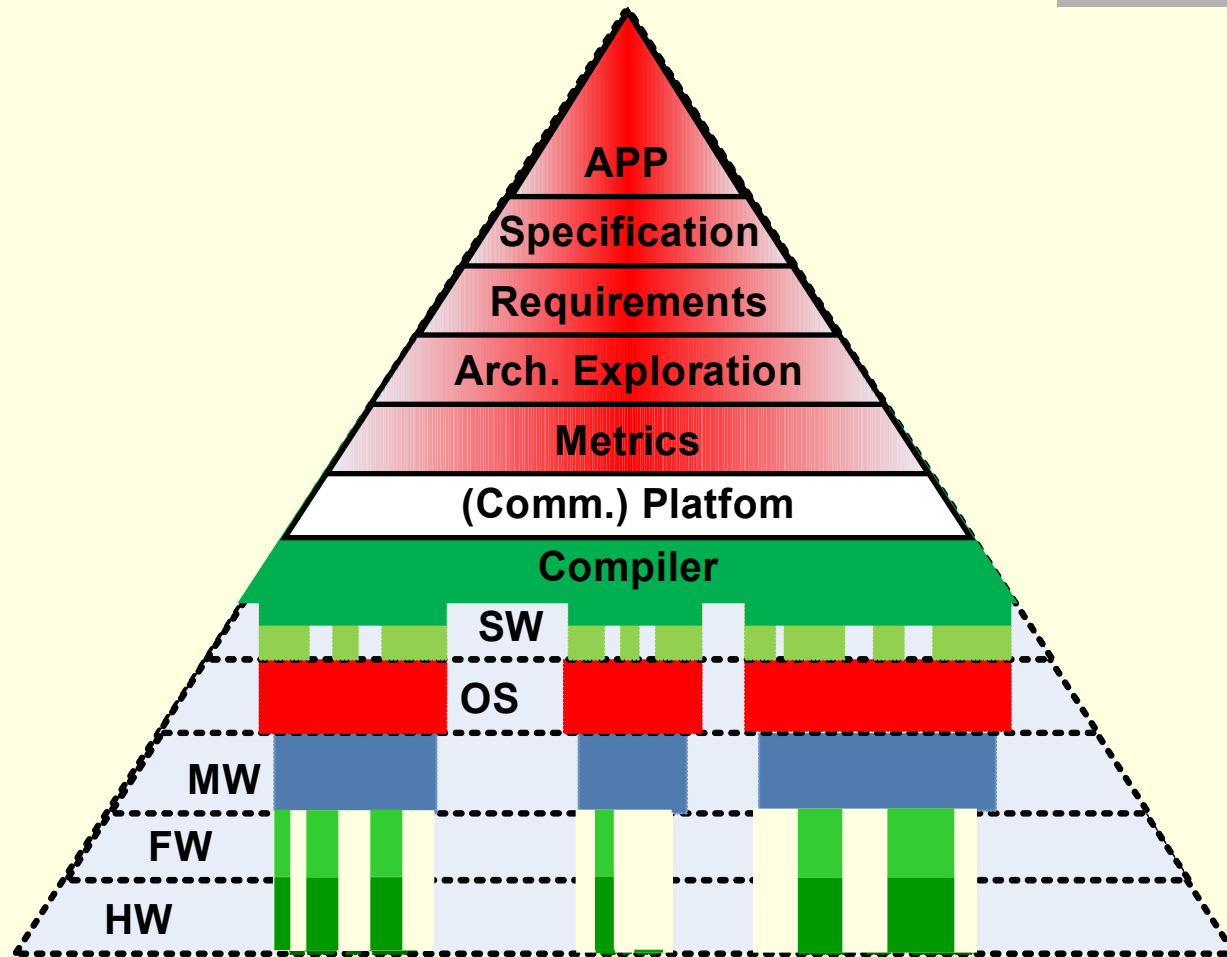 APP
Specification
Requirements
Arch. Exploration
Metrics
(Comm.) Platfom
Compiler
SW
OS
MW
FW
HW